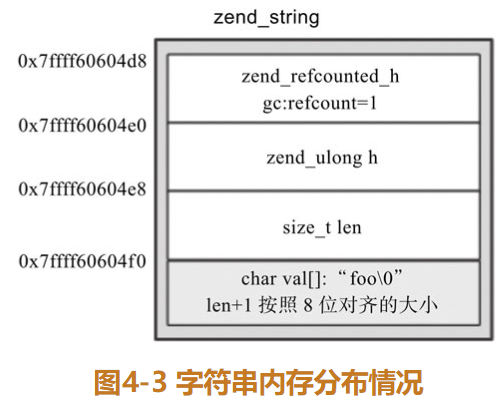 zend_string
0x7ffff60604d8
zend_refcounted_h
gc:refcount=1
0x7ffff60604e0
zend_ulong h
0x7ffff60604e8
size_t len
0x7ffff60604f0
char val[]:“foo\0”
len+1 按照 8 位对齐的大小
图4-3 字符串内存分布情况